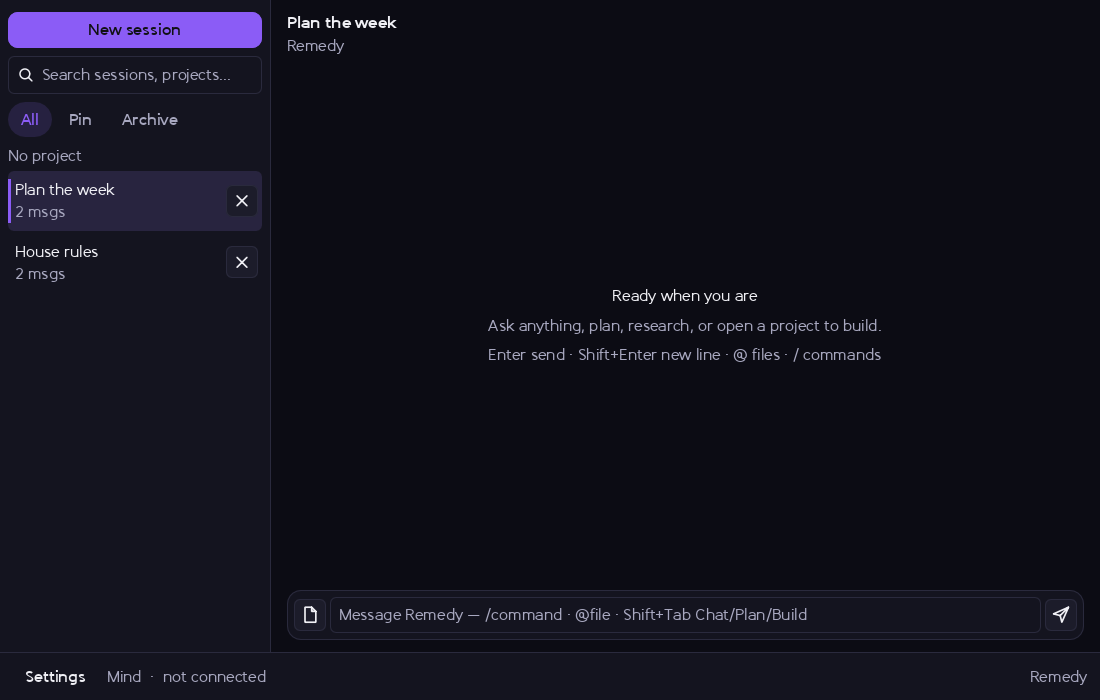 New session
Search sessions, projects...
All Pin Archive
No project
Plan the week
2 msgs
House rules
2 msgs
Plan the week
Remedy
Ready when you are
Ask anything, plan, research, or open a project to build.
Enter send · Shift+Enter new line · @ files · / commands
Message Remedy — /command · @file · Shift+Tab Chat/Plan/Build
Settings Mind · not connected Remedy